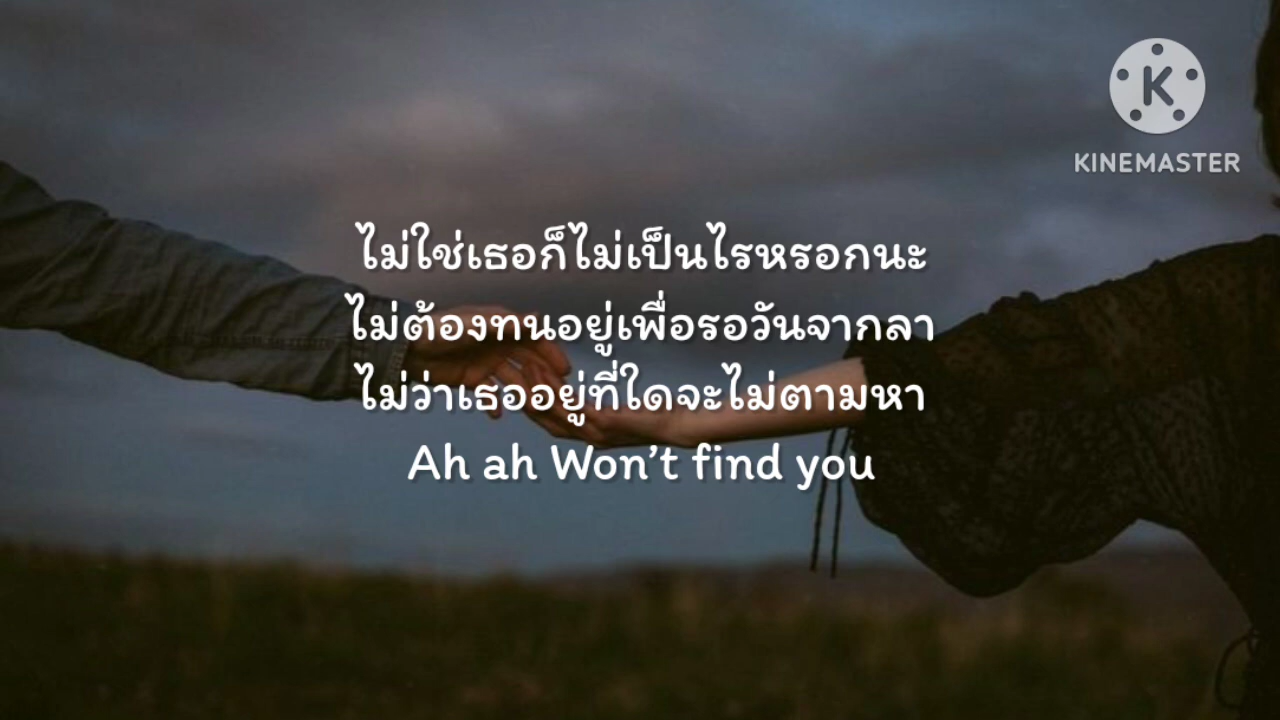 KINEMASTER
ไม่ใช่เธอก็ไม่เป็นไรหรอกนะ
ไม่ต้องทนอยู่เพื่อรอวันจากลา
ไม่ว่าเธออยู่ที่ใดจะไม่ตามหา
Ah ah Won’t find you